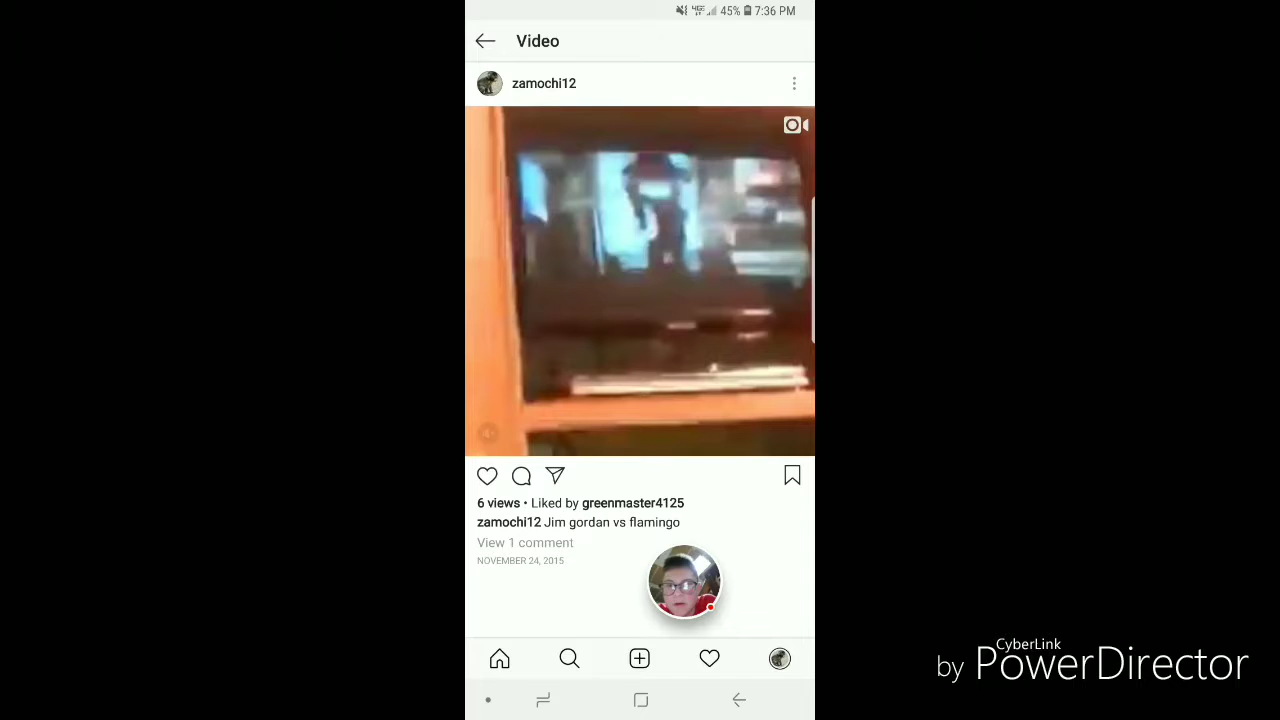 45% 7:36 PM
Video
zamochi12
6 views • Liked by greenmaster4125
zamochi12 Jim gordan vs flamingo
View 1 comment
NOVEMBER 24, 2015
CyberLink
by PowerDirector